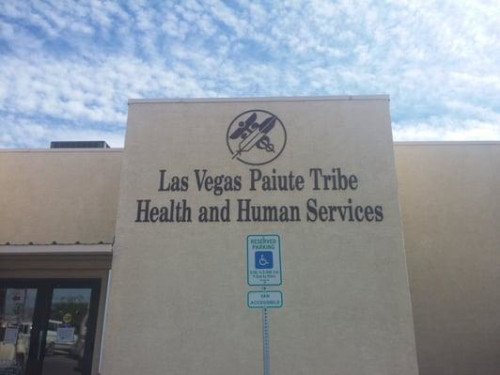 Las Vegas Paiute Tribe
Health and Human Services
RESERVED
PARKING
VAN
ACCESSIBLE